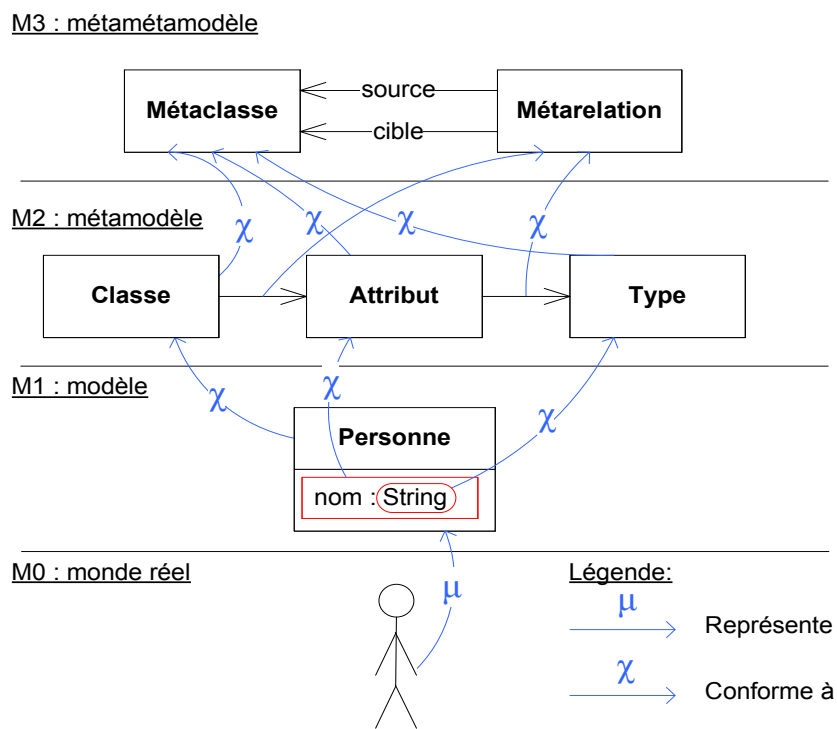 M3 : métamétamodèle
Métaclasse
source
cible
Métarelation
M2 : métamodèle
χ
χ
χ
χ
Classe
Attribut
Type
M1 : modèle
χ
χ
χ
Personne
nom : String
M0 : monde réel
μ
Légende:
μ
Représente
χ
Conforme à